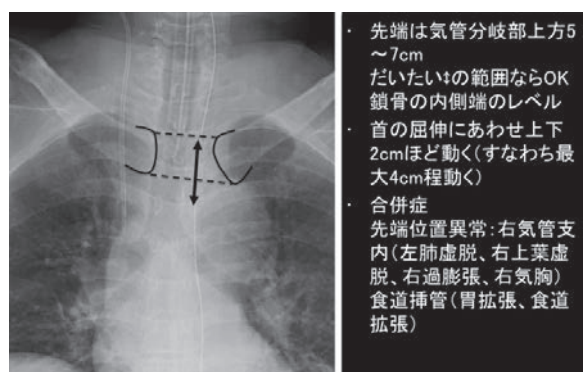 ・ 先端は気管分岐部上方5
～7cm
だいたい↕の範囲ならOK
鎖骨の内側端のレベル
・ 首の屈伸にあわせ上下
2cmほど動く(すなわち最
大4cm程動く)
・ 合併症
先端位置異常:右気管支
内(左肺虚脱、右上葉虚
脱、右過膨張、右気胸)
食道挿管(胃拡張、食道
拡張)